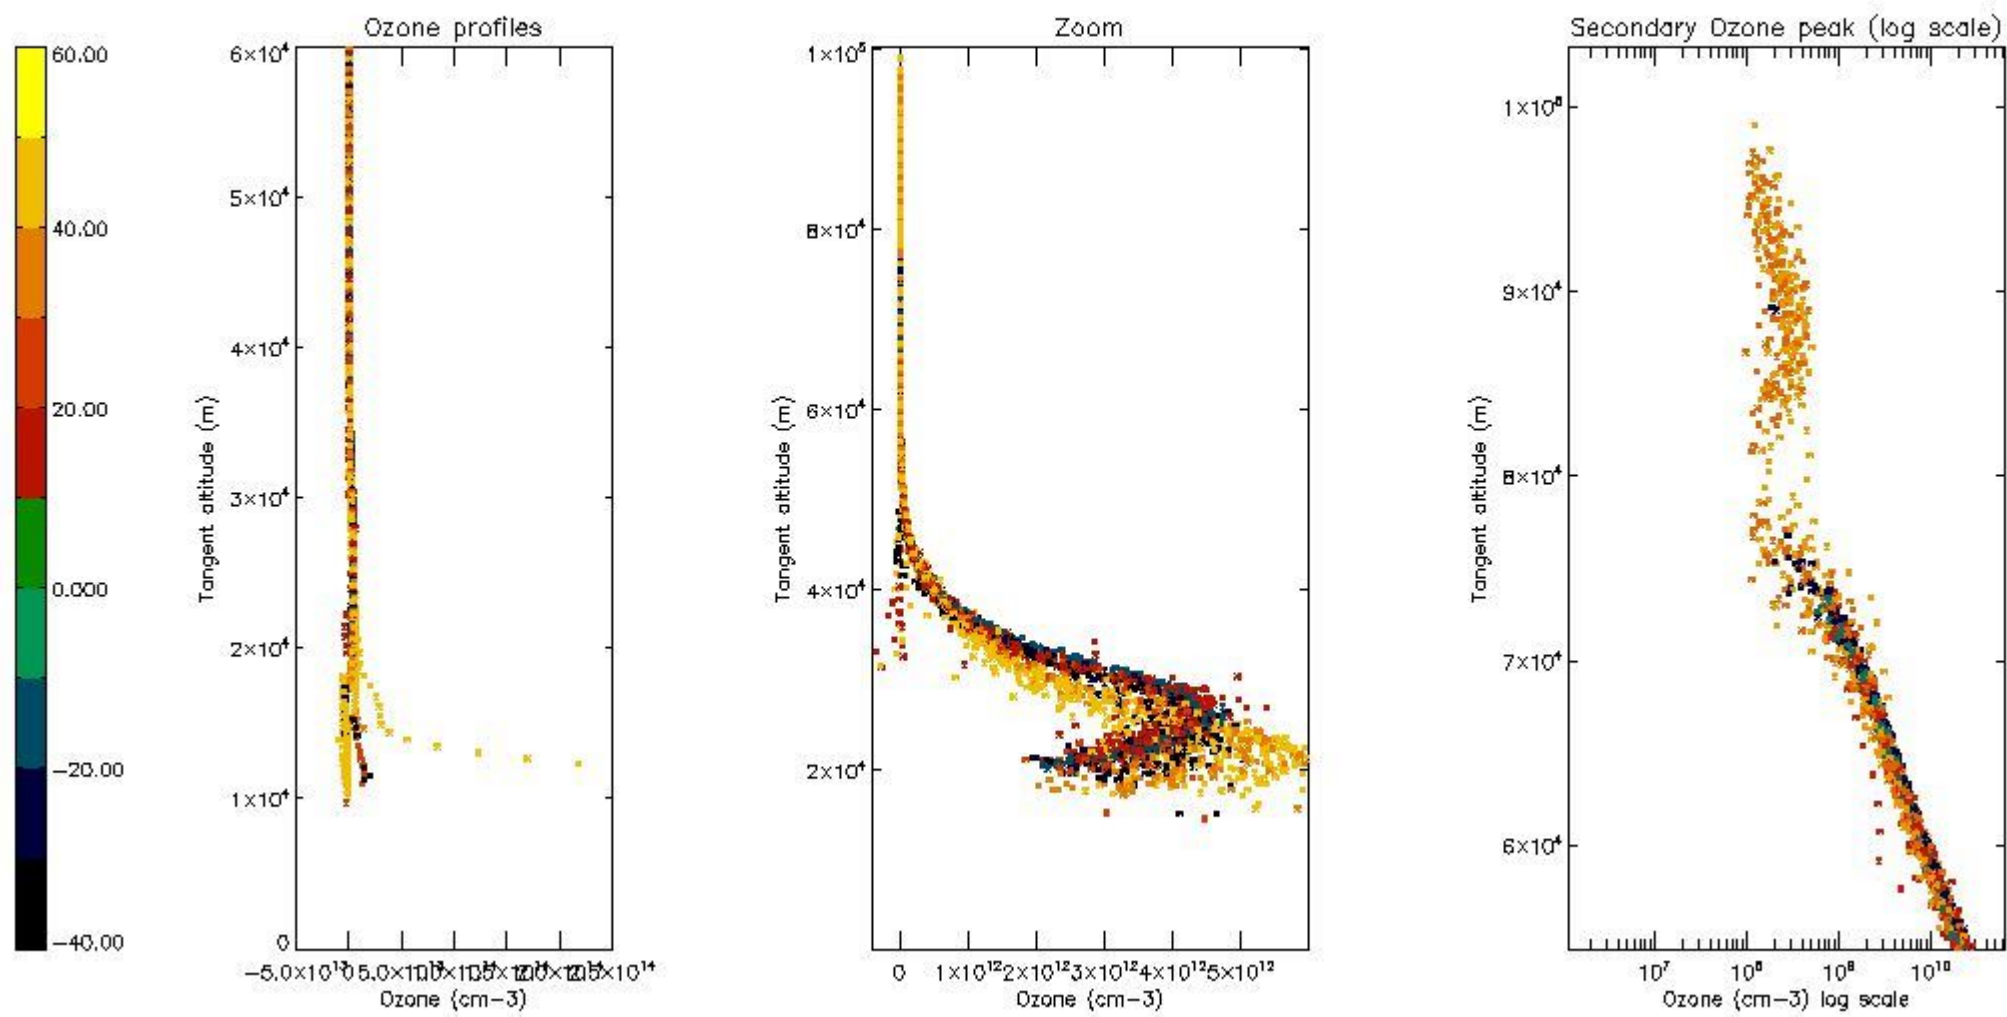 Ozone profiles
Zoom
Secondary Ozone peak (log scale)
60.00
40.00
20.00
0.000
−20.00
−40.00
6×10⁴
5×10⁴
4×10⁴
3×10⁴
2×10⁴
1×10⁴
0
Tangent altitude (m)
−5.0×10¹³
Ozone (cm−3)
1×10⁵
8×10⁴
6×10⁴
4×10⁴
2×10⁴
Tangent altitude (m)
0 1×10¹² 2×10¹² 3×10¹² 4×10¹² 5×10¹²
Ozone (cm−3)
1×10⁵
9×10⁴
8×10⁴
7×10⁴
6×10⁴
Tangent altitude (m)
10⁷ 10⁸ 10⁹ 10¹⁰
Ozone (cm−3) log scale